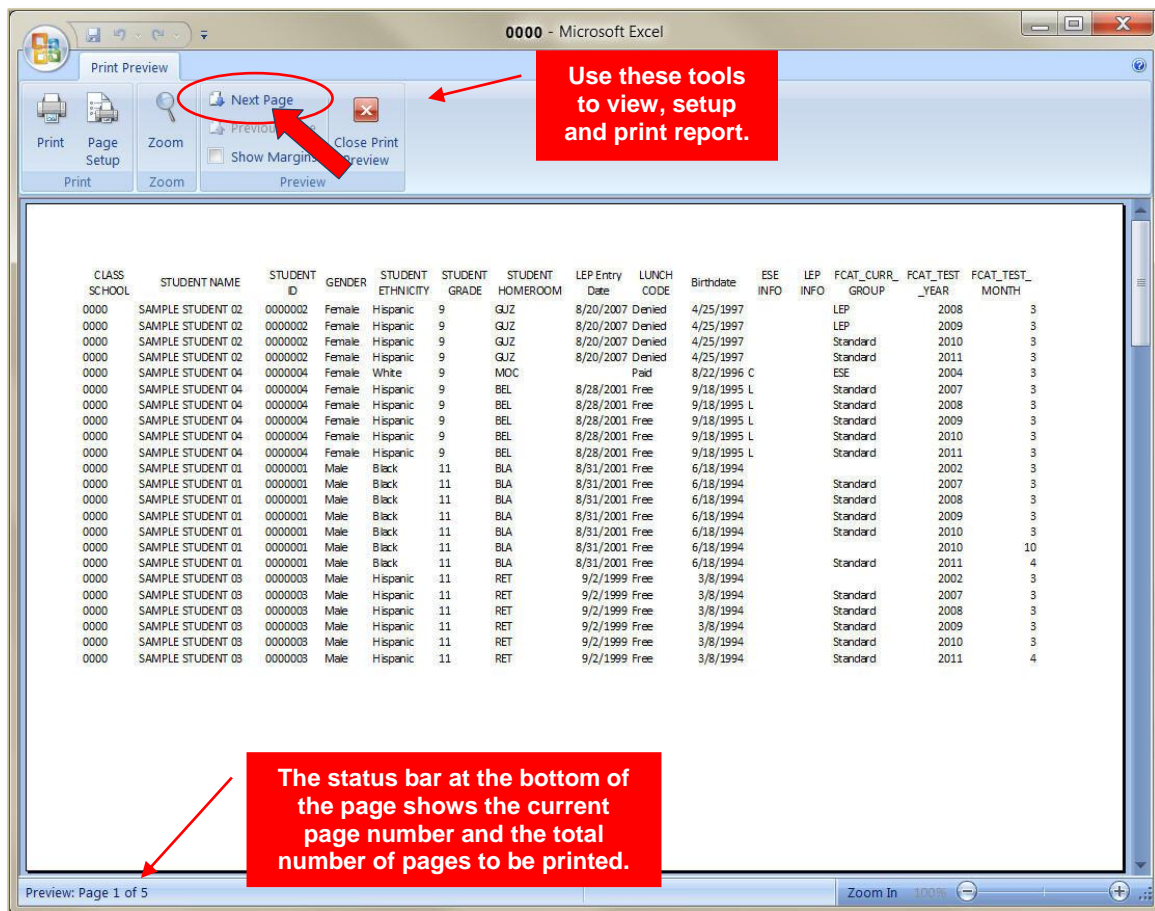 0000 - Microsoft Excel
Print Preview
Use these tools
to view, setup
and print report.
Print
Page
Setup
Zoom
Next Page
Show Margins
Close Print
Preview
Print
Zoom
Preview
CLASS SCHOOL STUDENT NAME STUDENT ID GENDER STUDENT ETHNICITY STUDENT GRADE STUDENT HOMEROOM LEP Entry Date LUNCH CODE Birthdate ESE INFO LEP INFO FCAT_CURR_GROUP FCAT_TEST_YEAR FCAT_TEST_MONTH
0000 SAMPLE STUDENT 02 0000002 Female Hispanic 9 GUZ 8/20/2007 Denied 4/25/1997 LEP 2008 3
0000 SAMPLE STUDENT 02 0000002 Female Hispanic 9 GUZ 8/20/2007 Denied 4/25/1997 LEP 2009 3
0000 SAMPLE STUDENT 02 0000002 Female Hispanic 9 GUZ 8/20/2007 Denied 4/25/1997 Standard 2010 3
0000 SAMPLE STUDENT 02 0000002 Female Hispanic 9 GUZ 8/20/2007 Denied 4/25/1997 Standard 2011 3
0000 SAMPLE STUDENT 04 0000004 Female White 9 MOC Paid 8/22/1996 C ESE 2004 3
0000 SAMPLE STUDENT 04 0000004 Female Hispanic 9 BEL 8/28/2001 Free 9/18/1995 L Standard 2007 3
0000 SAMPLE STUDENT 04 0000004 Female Hispanic 9 BEL 8/28/2001 Free 9/18/1995 L Standard 2008 3
0000 SAMPLE STUDENT 04 0000004 Female Hispanic 9 BEL 8/28/2001 Free 9/18/1995 L Standard 2009 3
0000 SAMPLE STUDENT 04 0000004 Female Hispanic 9 BEL 8/28/2001 Free 9/18/1995 L Standard 2010 3
0000 SAMPLE STUDENT 04 0000004 Female Hispanic 9 BEL 8/28/2001 Free 9/18/1995 L Standard 2011 3
0000 SAMPLE STUDENT 01 0000001 Male Black 11 BLA 8/31/2001 Free 6/18/1994 2002 3
0000 SAMPLE STUDENT 01 0000001 Male Black 11 BLA 8/31/2001 Free 6/18/1994 Standard 2007 3
0000 SAMPLE STUDENT 01 0000001 Male Black 11 BLA 8/31/2001 Free 6/18/1994 Standard 2008 3
0000 SAMPLE STUDENT 01 0000001 Male Black 11 BLA 8/31/2001 Free 6/18/1994 Standard 2009 3
0000 SAMPLE STUDENT 01 0000001 Male Black 11 BLA 8/31/2001 Free 6/18/1994 Standard 2010 3
0000 SAMPLE STUDENT 01 0000001 Male Black 11 BLA 8/31/2001 Free 6/18/1994 2010 10
0000 SAMPLE STUDENT 01 0000001 Male Black 11 BLA 8/31/2001 Free 6/18/1994 Standard 2011 4
0000 SAMPLE STUDENT 03 0000003 Male Hispanic 11 RET 9/2/1999 Free 3/8/1994 2002 3
0000 SAMPLE STUDENT 03 0000003 Male Hispanic 11 RET 9/2/1999 Free 3/8/1994 Standard 2007 3
0000 SAMPLE STUDENT 03 0000003 Male Hispanic 11 RET 9/2/1999 Free 3/8/1994 Standard 2008 3
0000 SAMPLE STUDENT 03 0000003 Male Hispanic 11 RET 9/2/1999 Free 3/8/1994 Standard 2009 3
0000 SAMPLE STUDENT 03 0000003 Male Hispanic 11 RET 9/2/1999 Free 3/8/1994 Standard 2010 3
0000 SAMPLE STUDENT 03 0000003 Male Hispanic 11 RET 9/2/1999 Free 3/8/1994 Standard 2011 4
The status bar at the bottom of
the page shows the current
page number and the total
number of pages to be printed.
Preview: Page 1 of 5
Zoom In 100%